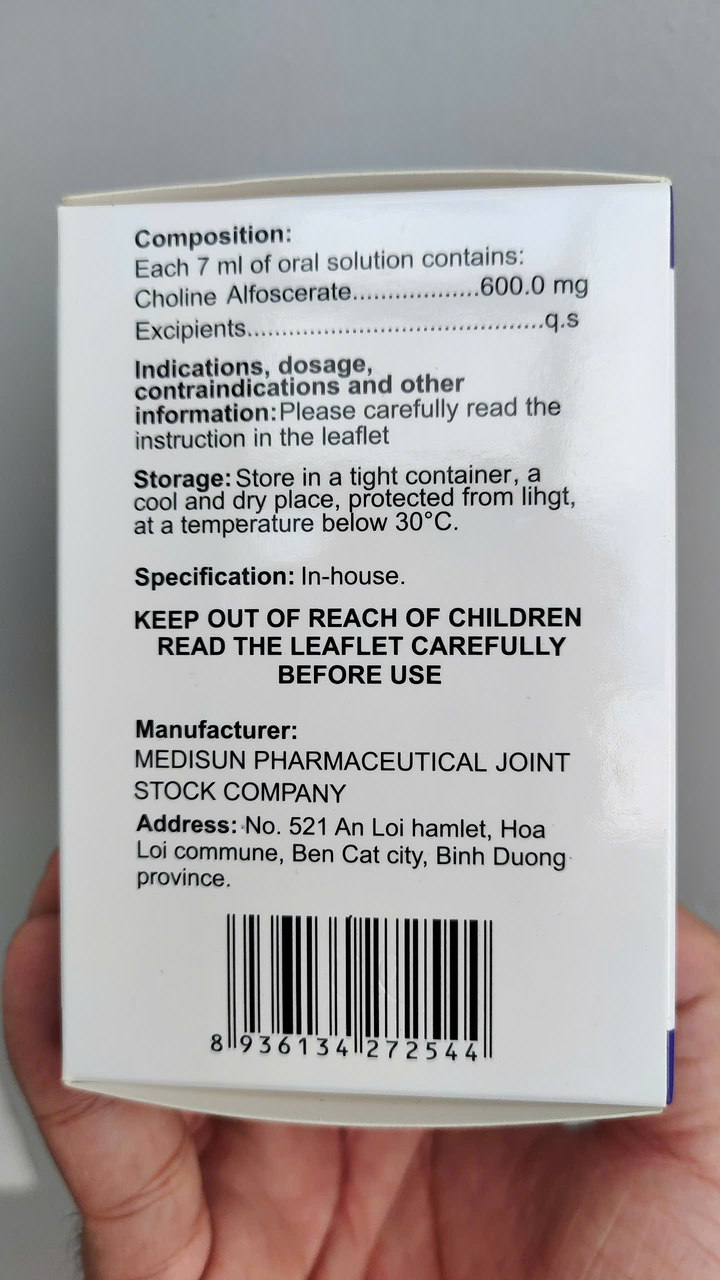 Composition:
Each 7 ml of oral solution contains:
Choline Alfoscerate..................600.0 mg
Excipients..........................................q.s
Indications, dosage,
contraindications and other
information: Please carefully read the
instruction in the leaflet
Storage: Store in a tight container, a
cool and dry place, protected from lihgt,
at a temperature below 30°C.
Specification: In-house.
KEEP OUT OF REACH OF CHILDREN
READ THE LEAFLET CAREFULLY
BEFORE USE
Manufacturer:
MEDISUN PHARMACEUTICAL JOINT
STOCK COMPANY
Address: No. 521 An Loi hamlet, Hoa
Loi commune, Ben Cat city, Binh Duong
province.
8 936134 272544